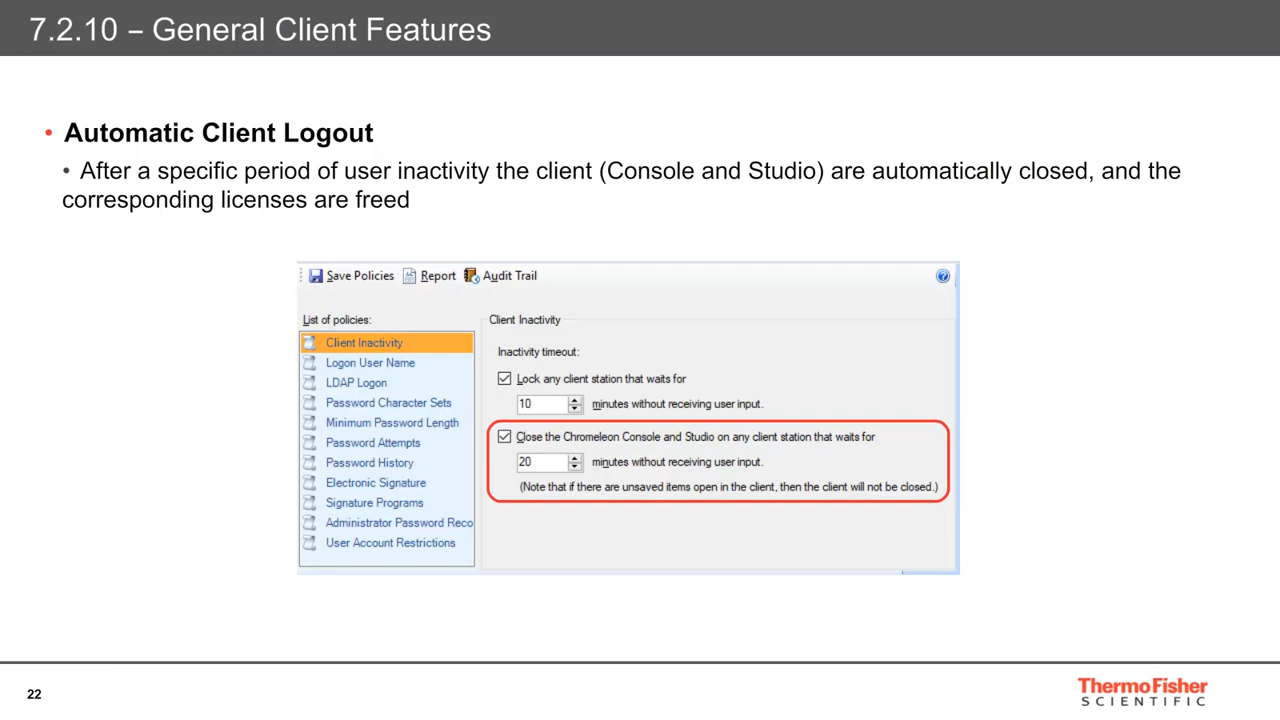 7.2.10 – General Client Features
• Automatic Client Logout
• After a specific period of user inactivity the client (Console and Studio) are automatically closed, and the
corresponding licenses are freed
Save Policies Report Audit Trail
List of policies:
Client Inactivity
Logon User Name
LDAP Logon
Password Character Sets
Minimum Password Length
Password Attempts
Password History
Electronic Signature
Signature Programs
Administrator Password Reco
User Account Restrictions
Client Inactivity
Inactivity timeout:
Lock any client station that waits for
10 minutes without receiving user input.
Close the Chromeleon Console and Studio on any client station that waits for
20 minutes without receiving user input.
(Note that if there are unsaved items open in the client, then the client will not be closed.)
22
ThermoFisher
SCIENTIFIC